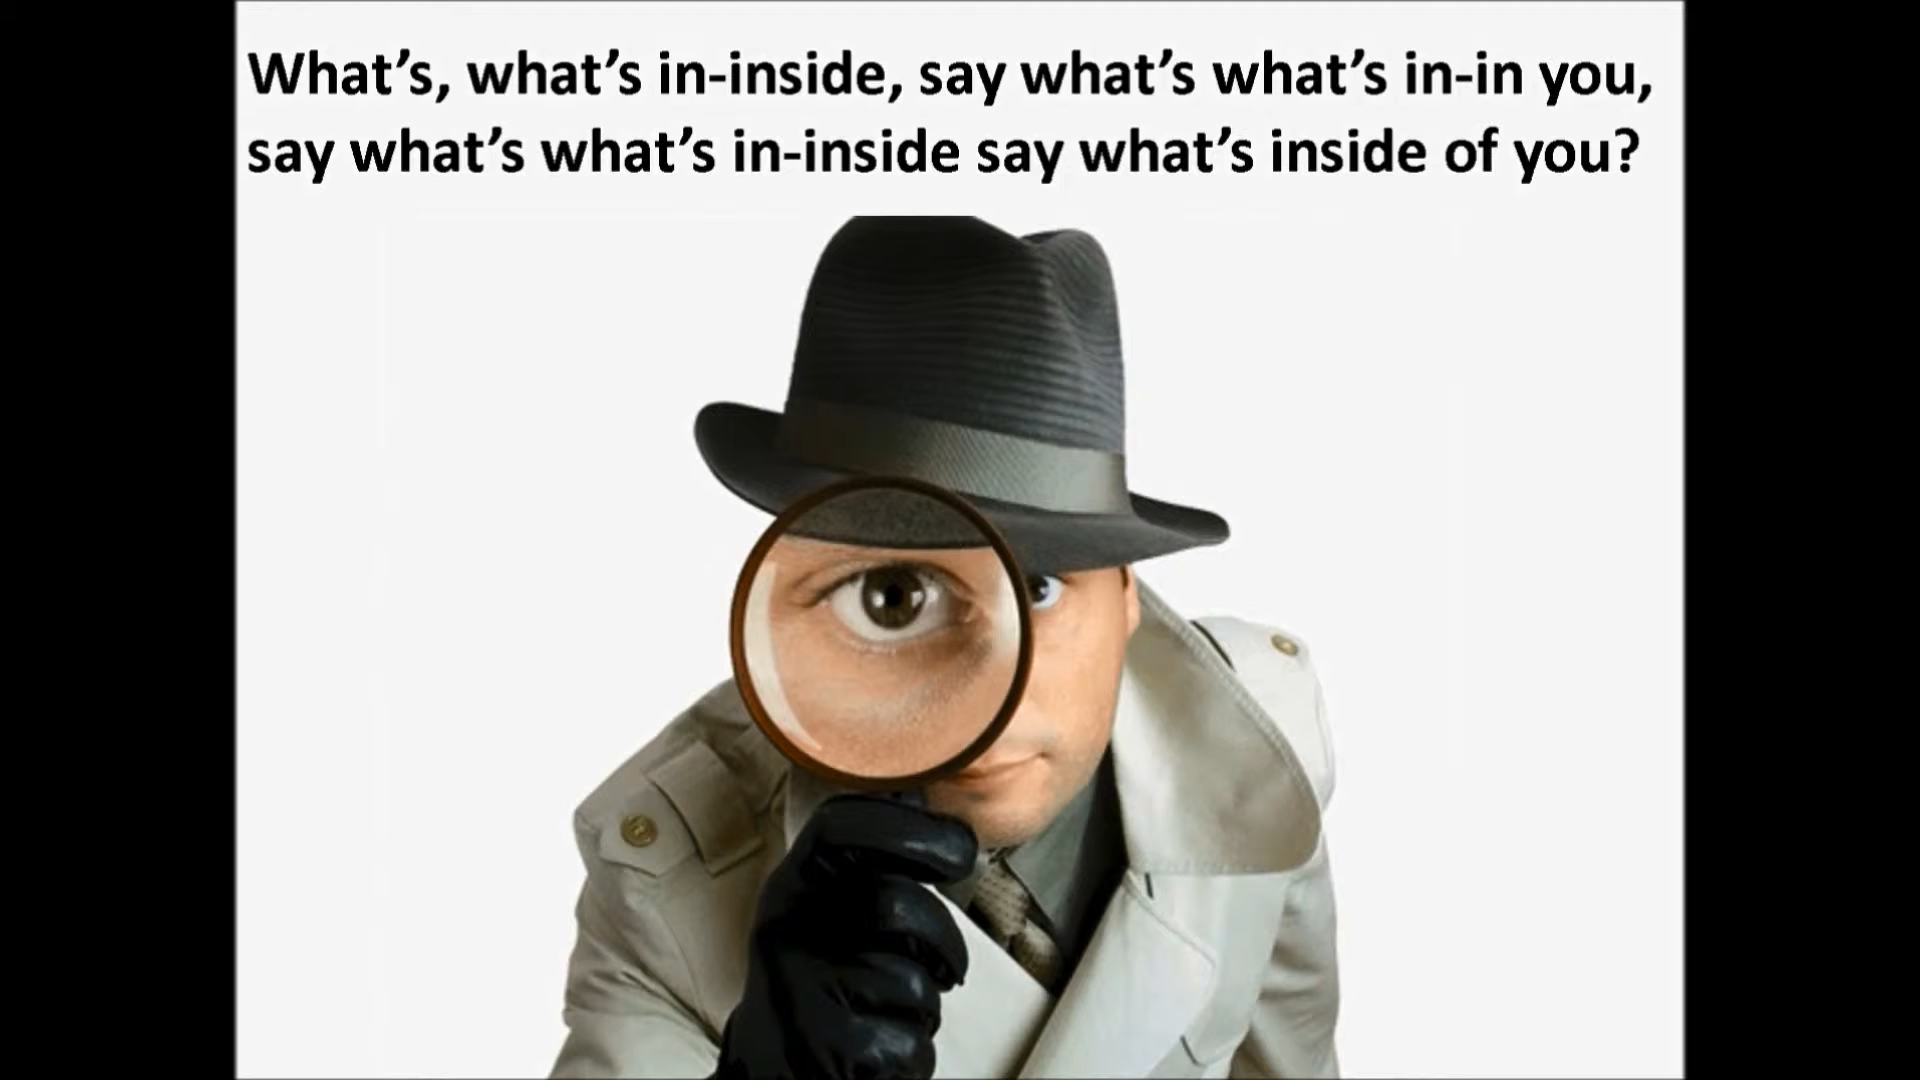 What’s, what’s in-inside, say what’s what’s in-in you,
say what’s what’s in-inside say what’s inside of you?